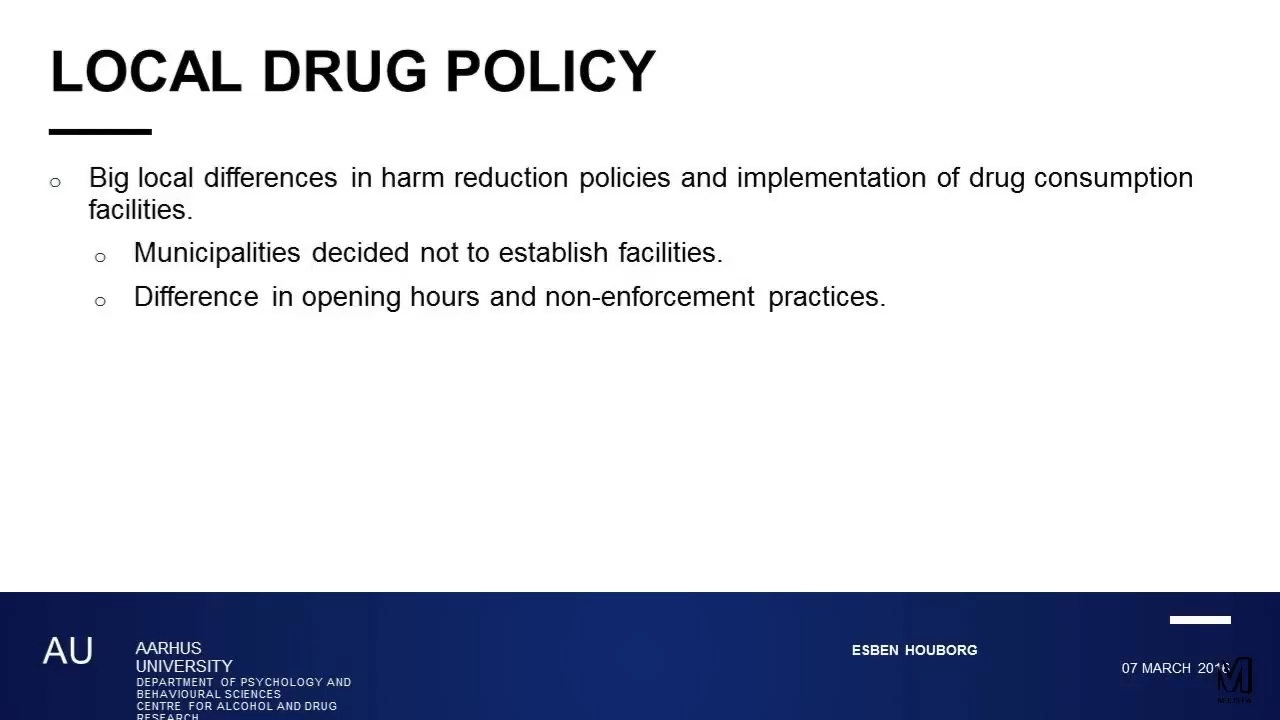 LOCAL DRUG POLICY
o Big local differences in harm reduction policies and implementation of drug consumption
facilities.
o Municipalities decided not to establish facilities.
o Difference in opening hours and non-enforcement practices.
AU
AARHUS
UNIVERSITY
DEPARTMENT OF PSYCHOLOGY AND
BEHAVIOURAL SCIENCES
CENTRE FOR ALCOHOL AND DRUG
RESEARCH
ESBEN HOUBORG
07 MARCH
M
MEDIA